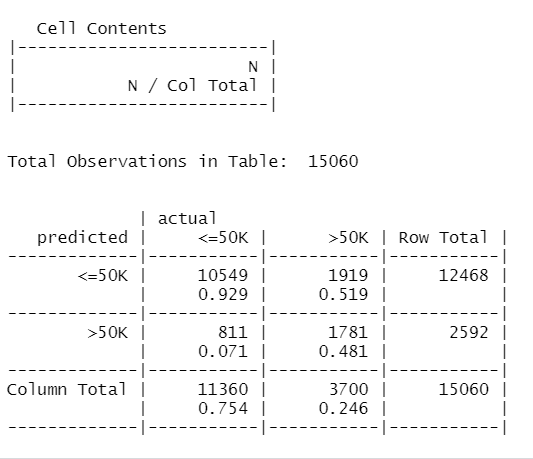 Cell Contents
|-------------------------|
|                       N |
|           N / Col Total |
|-------------------------|
Total Observations in Table:  15060
             | actual
   predicted |     <=50K |      >50K | Row Total |
-------------|-----------|-----------|-----------|
       <=50K |     10549 |      1919 |     12468 |
             |     0.929 |     0.519 |           |
-------------|-----------|-----------|-----------|
        >50K |       811 |      1781 |      2592 |
             |     0.071 |     0.481 |           |
-------------|-----------|-----------|-----------|
Column Total |     11360 |      3700 |     15060 |
             |     0.754 |     0.246 |           |
-------------|-----------|-----------|-----------|